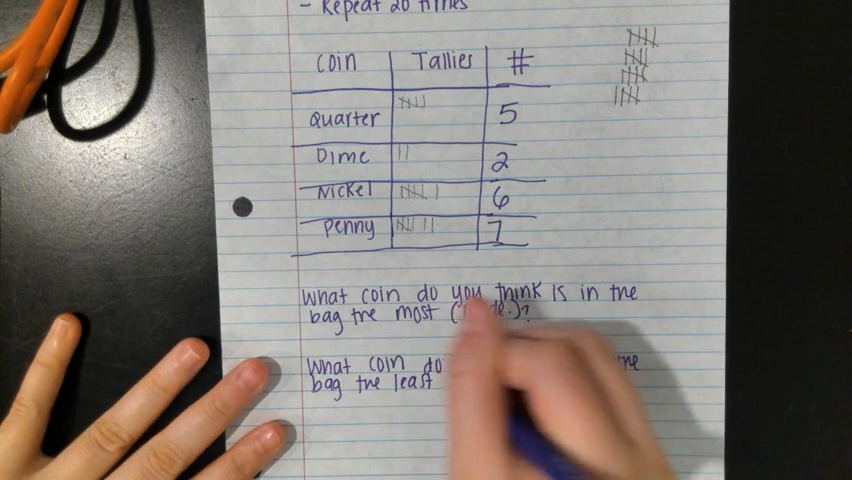 - Repeat 20 times
Coin Tallies #
Quarter 5
Dime 2
Nickel 6
Penny 7
What coin do you think is in the
bag the most
What coin do
bag the least